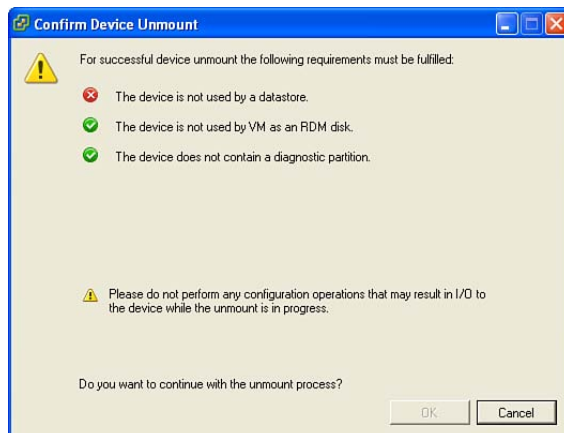 Confirm Device Unmount
For successful device unmount the following requirements must be fulfilled:
The device is not used by a datastore.
The device is not used by VM as an RDM disk.
The device does not contain a diagnostic partition.
Please do not perform any configuration operations that may result in I/O to
the device while the unmount is in progress.
Do you want to continue with the unmount process?
OK
Cancel